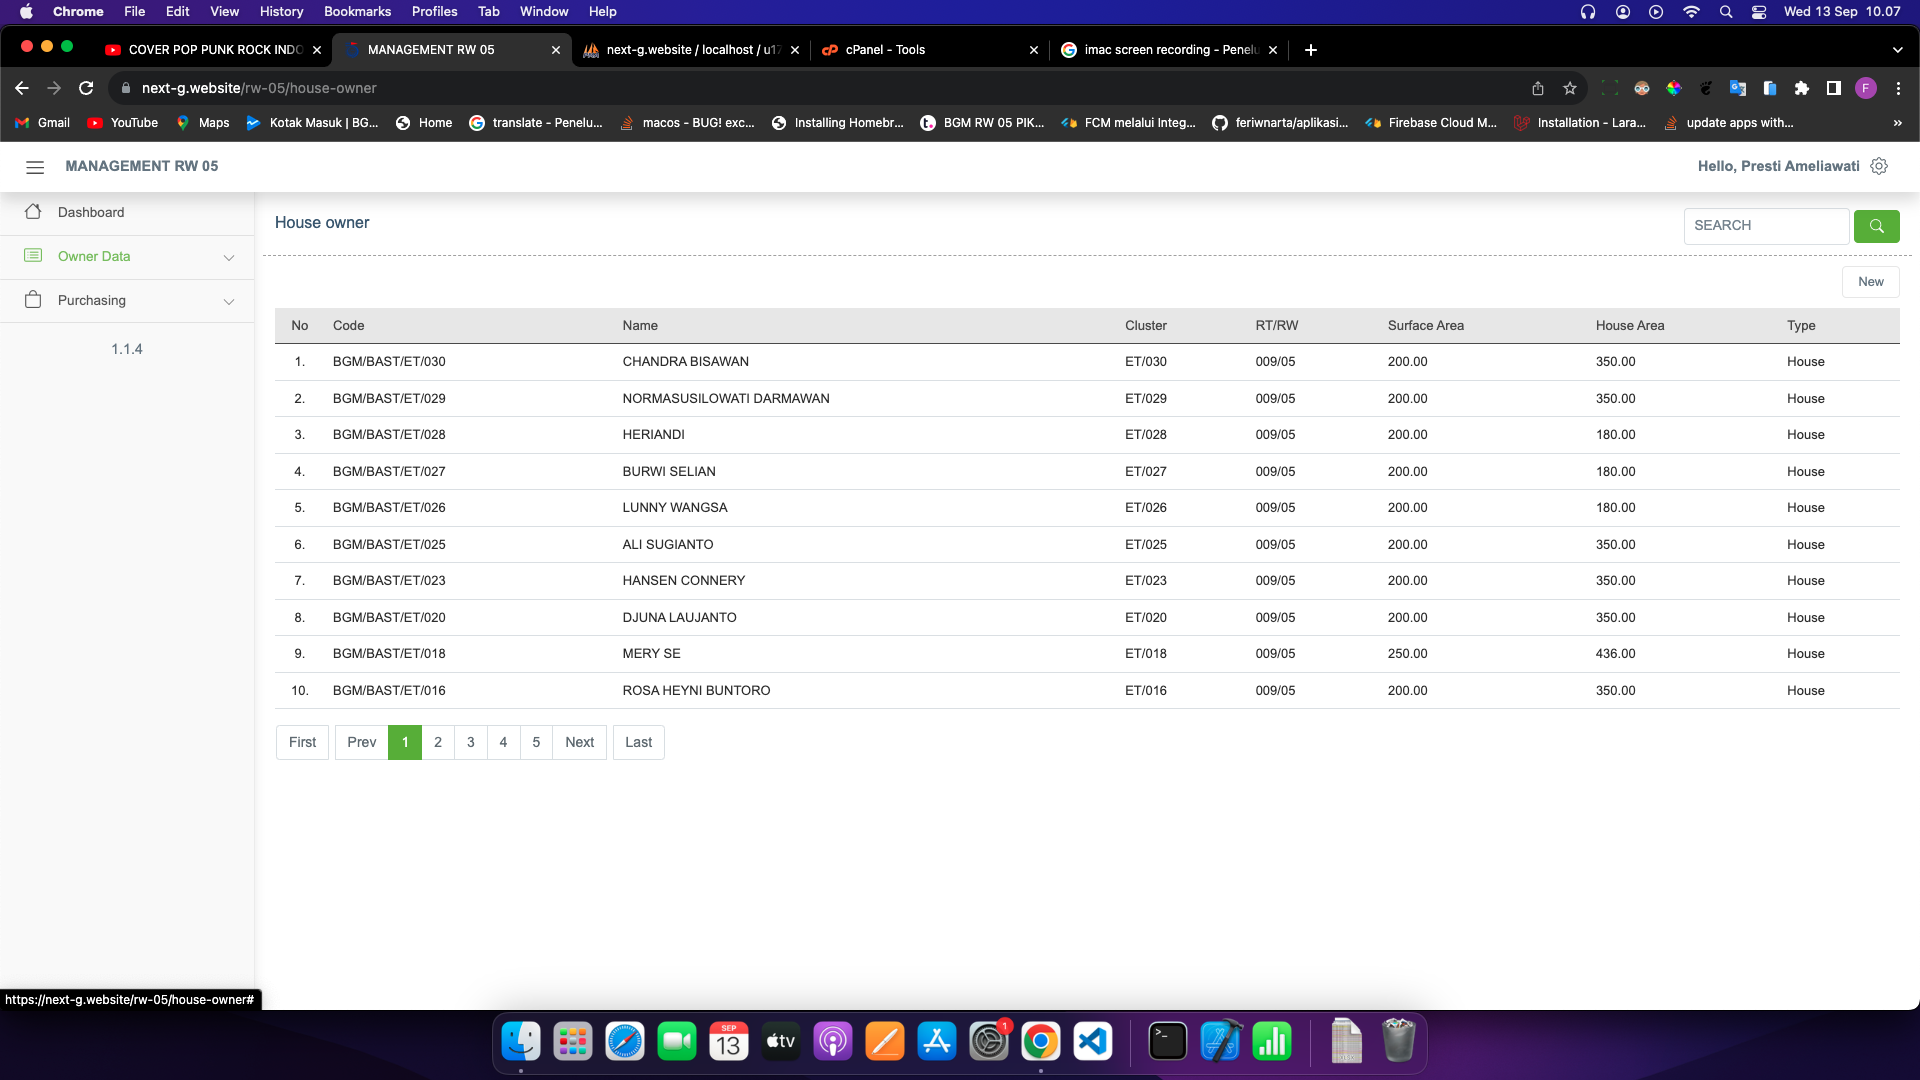 Chrome File Edit View History Bookmarks Profiles Tab Window Help Wed 13 Sep 10.07
COVER POP PUNK ROCK INDO MANAGEMENT RW 05 next-g.website / localhost / u17 cPanel - Tools imac screen recording - Penelu
next-g.website/rw-05/house-owner F
Gmail YouTube Maps Kotak Masuk | BG... Home translate - Penelu... macos - BUG! exc... Installing Homebr... BGM RW 05 PIK... FCM melalui Integ... feriwnarta/aplikasi... Firebase Cloud M... Installation - Lara... update apps with... »
MANAGEMENT RW 05 Hello, Presti Ameliawati
Dashboard
Owner Data
Purchasing
1.1.4
House owner SEARCH
New
No Code Name Cluster RT/RW Surface Area House Area Type
1. BGM/BAST/ET/030 CHANDRA BISAWAN ET/030 009/05 200.00 350.00 House
2. BGM/BAST/ET/029 NORMASUSILOWATI DARMAWAN ET/029 009/05 200.00 350.00 House
3. BGM/BAST/ET/028 HERIANDI ET/028 009/05 200.00 180.00 House
4. BGM/BAST/ET/027 BURWI SELIAN ET/027 009/05 200.00 180.00 House
5. BGM/BAST/ET/026 LUNNY WANGSA ET/026 009/05 200.00 180.00 House
6. BGM/BAST/ET/025 ALI SUGIANTO ET/025 009/05 200.00 350.00 House
7. BGM/BAST/ET/023 HANSEN CONNERY ET/023 009/05 200.00 350.00 House
8. BGM/BAST/ET/020 DJUNA LAUJANTO ET/020 009/05 200.00 350.00 House
9. BGM/BAST/ET/018 MERY SE ET/018 009/05 250.00 436.00 House
10. BGM/BAST/ET/016 ROSA HEYNI BUNTORO ET/016 009/05 200.00 350.00 House
First Prev 1 2 3 4 5 Next Last
https://next-g.website/rw-05/house-owner#
SEP
13
tv
1